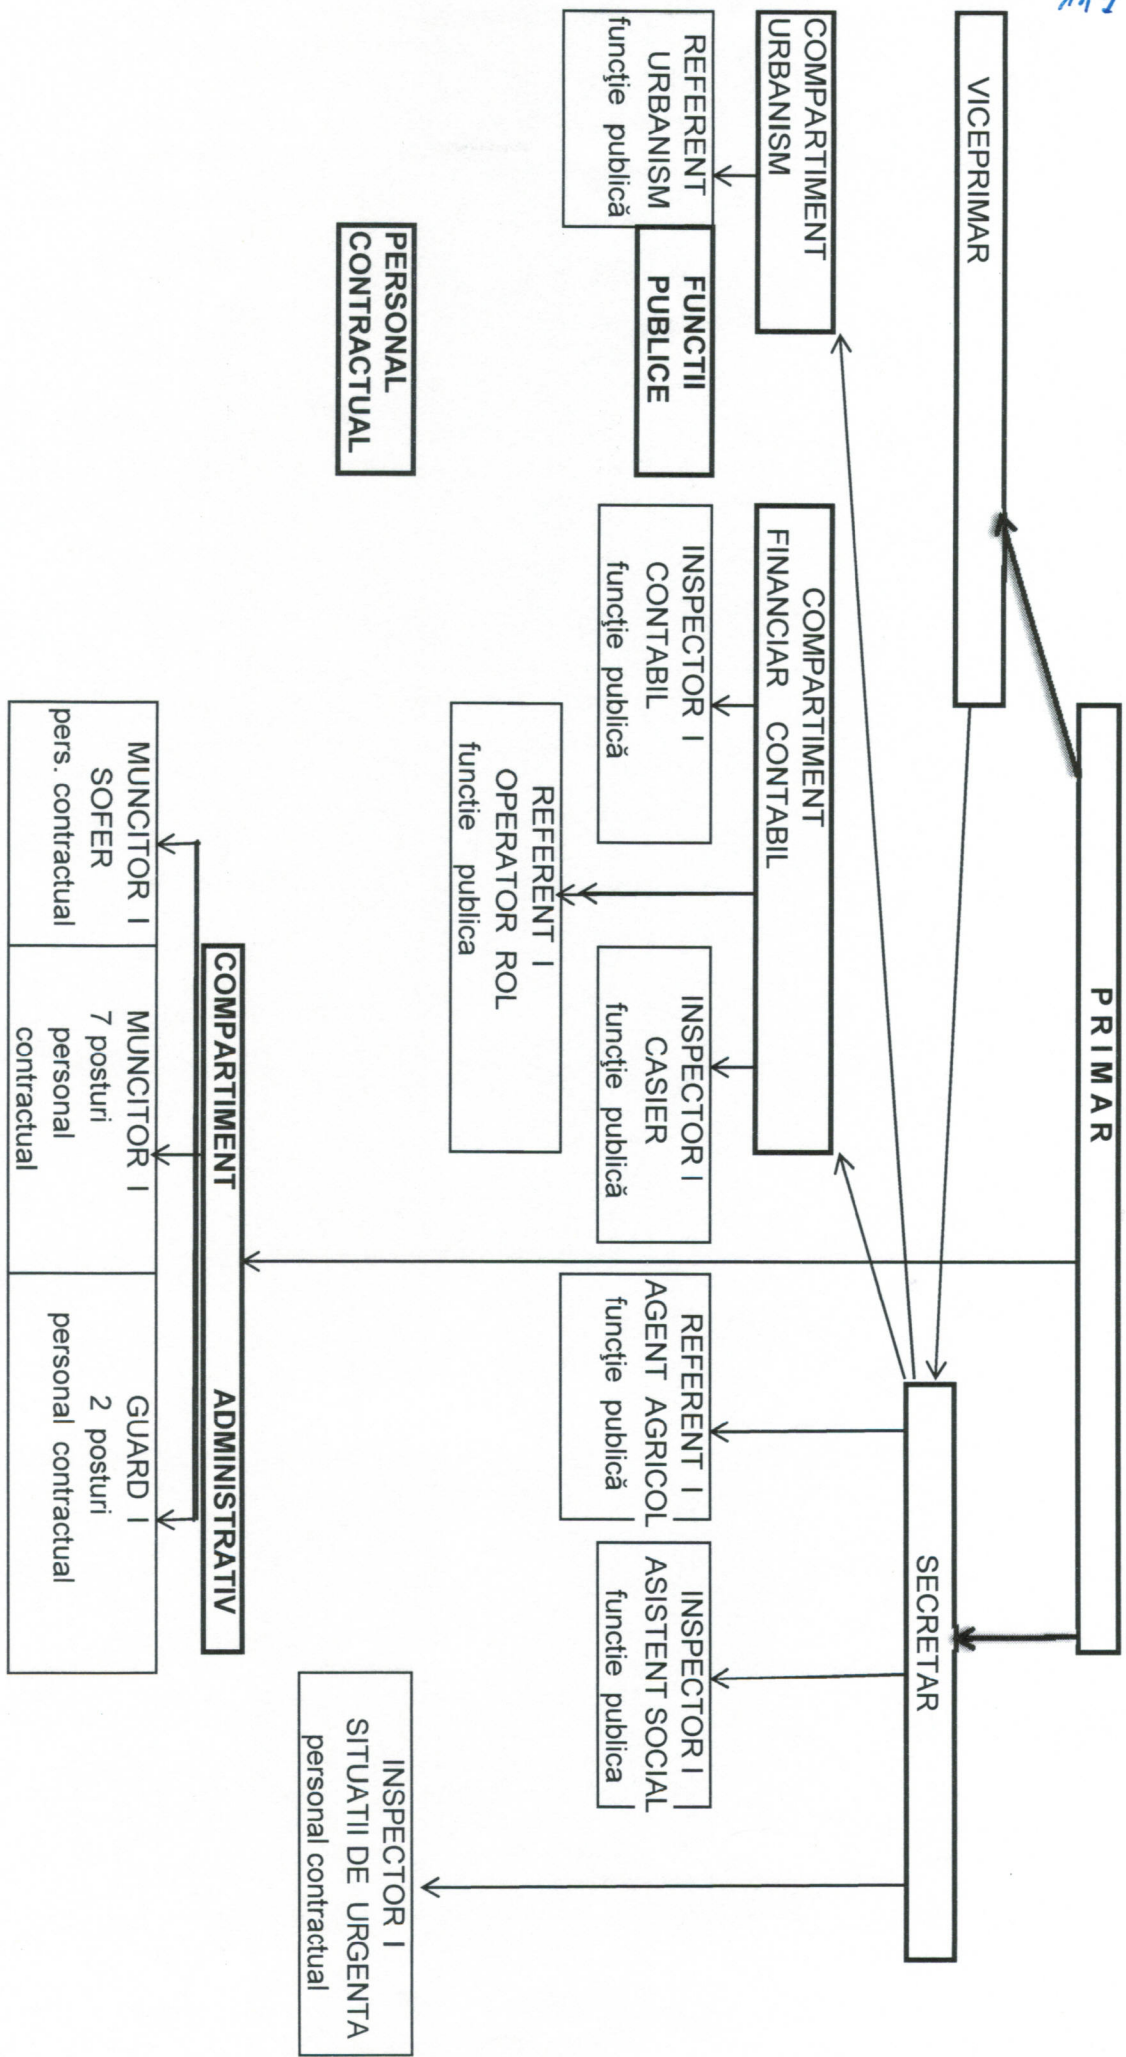 PRIMAR
VICEPRIMAR
SECRETAR
COMPARTIMENT
URBANISM
COMPARTIMENT
FINANCIAR CONTABIL
REFERENT
URBANISM
funcţie publică
FUNCTII
PUBLICE
INSPECTOR I
CONTABIL
funcţie publică
INSPECTOR I
CASIER
funcţie publică
REFERENT I
AGENT AGRICOL
funcţie publică
INSPECTOR I
ASISTENT SOCIAL
functie publica
REFERENT I
OPERATOR ROL
functie publica
PERSONAL
CONTRACTUAL
INSPECTOR I
SITUATII DE URGENTA
personal contractual
COMPARTIMENT ADMINISTRATIV
MUNCITOR I
SOFER
pers. contractual
MUNCITOR I
7 posturi
personal
contractual
GUARD I
2 posturi
personal contractual